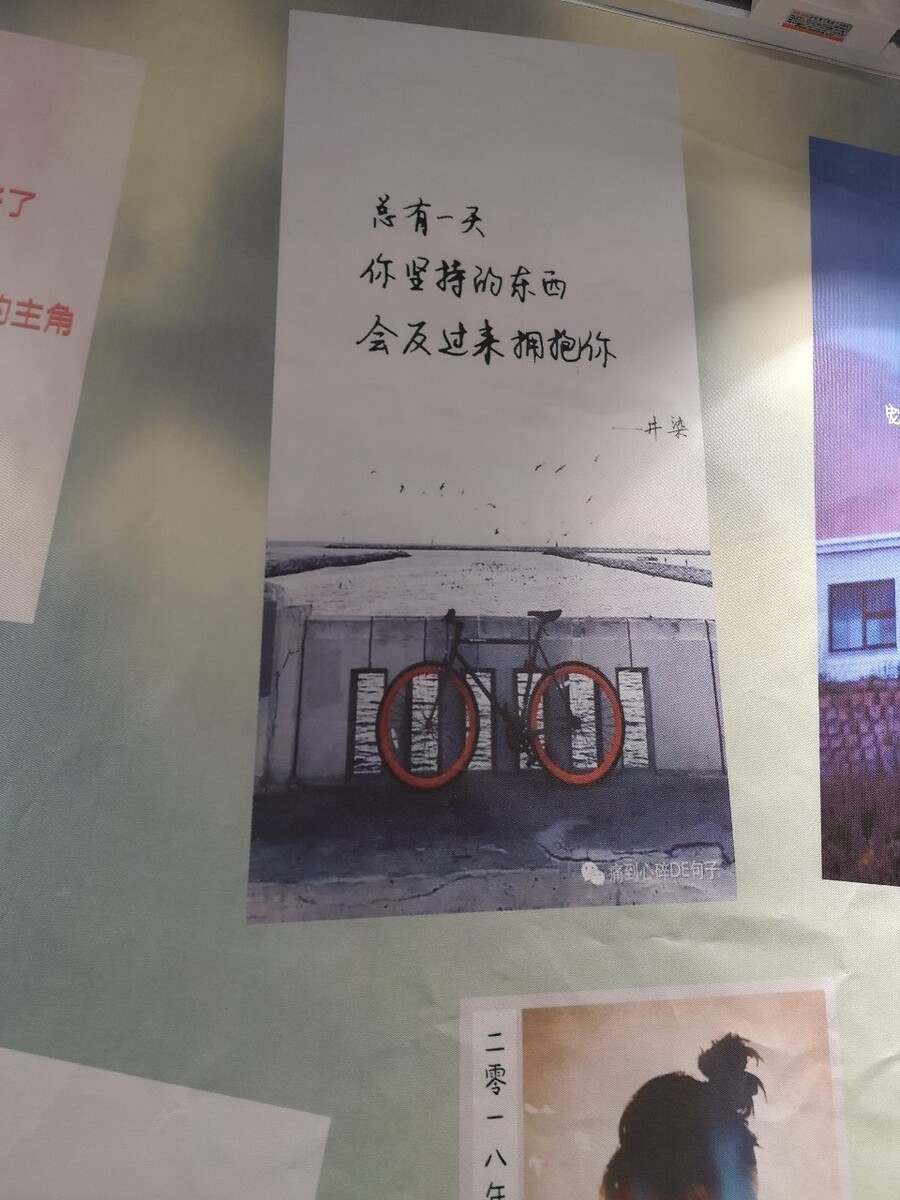 总有一天
你坚持的东西
会反过来拥抱你
——井染
痛到心碎DE句子
了
的主角
二零一八年